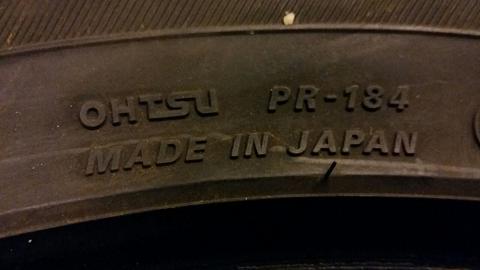 OHTSU PR-184
MADE IN JAPAN